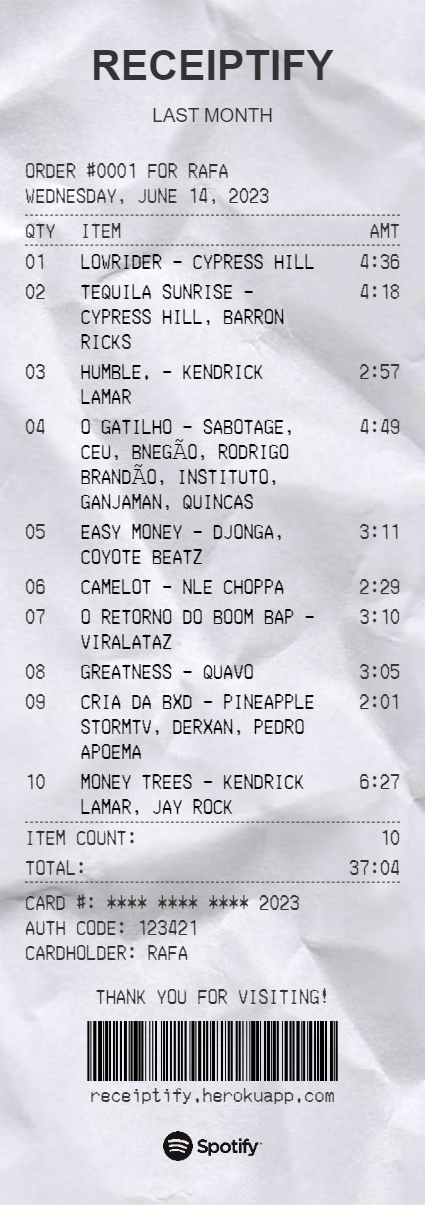 RECEIPTIFY
LAST MONTH
ORDER #0001 FOR RAFA
WEDNESDAY, JUNE 14, 2023
QTY ITEM AMT
01 LOWRIDER - CYPRESS HILL 4:36
02 TEQUILA SUNRISE - 4:18
CYPRESS HILL, BARRON
RICKS
03 HUMBLE. - KENDRICK 2:57
LAMAR
04 O GATILHO - SABOTAGE, 4:49
CEU, BNEGÃO, RODRIGO
BRANDÃO, INSTITUTO,
GANJAMAN, QUINCAS
05 EASY MONEY - DJONGA, 3:11
COYOTE BEATZ
06 CAMELOT - NLE CHOPPA 2:29
07 O RETORNO DO BOOM BAP - 3:10
VIRALATAZ
08 GREATNESS - QUAVO 3:05
09 CRIA DA BXD - PINEAPPLE 2:01
STORMTV, DERXAN, PEDRO
APOEMA
10 MONEY TREES - KENDRICK 6:27
LAMAR, JAY ROCK
ITEM COUNT: 10
TOTAL: 37:04
CARD #: **** **** **** 2023
AUTH CODE: 123421
CARDHOLDER: RAFA
THANK YOU FOR VISITING!
receiptify.herokuapp.com
Spotify